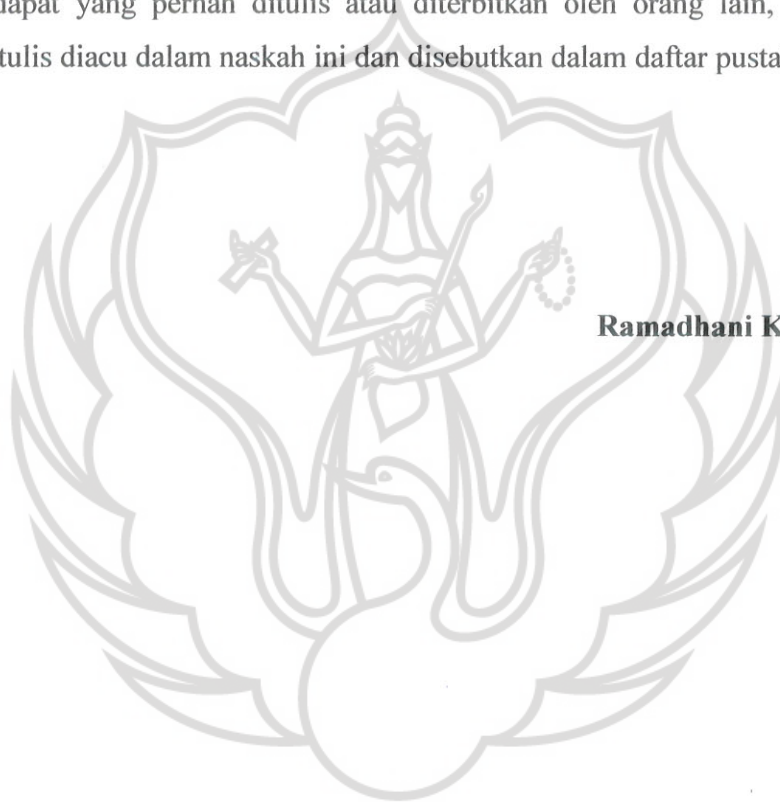 dapat yang pernah ditulis atau diterbitkan oleh orang lain,
tulis diacu dalam naskah ini dan disebutkan dalam daftar pusta
Ramadhani K